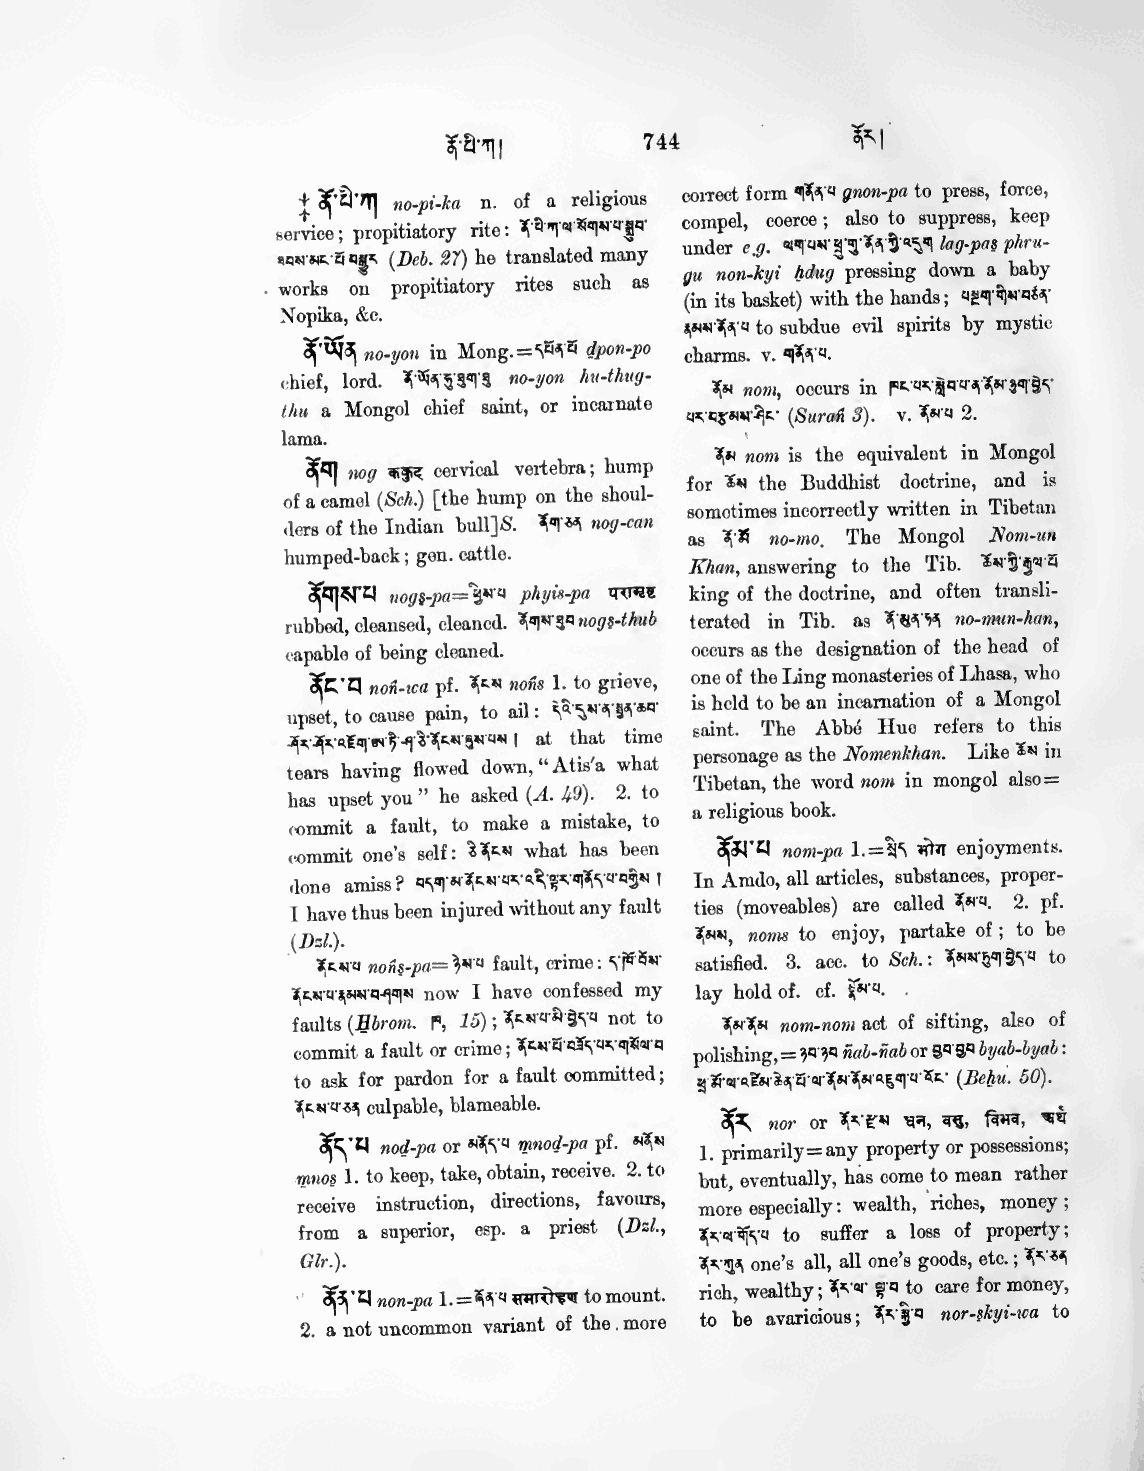 ནོ་པི་ཀ།
744
ནོར།
‡ ནོ་པི་ཀ། no-pi-ka n. of a religious
service; propitiatory rite: ནོ་པི་ཀ་ལ་སོགས་པ་སྒྲུབ་
ཐབས་མང་པོ་བསྒྱུར (Deb. 27) he translated many
works on propitiatory rites such as
Nopika, &c.
ནོ་ཡོན no-yon in Mong.=དཔོན་པོ ḍpon-po
chief, lord. ནོ་ཡོན་ཧུ་ཐུག་ཐུ no-yon hu-thug-
thu a Mongol chief saint, or incarnate
lama.
ནོག། nog ककुद cervical vertebra; hump
of a camel (Sch.) [the hump on the shoul-
ders of the Indian bull]S. ནོག་ཅན nog-can
humped-back; gen. cattle.
ནོགས་པ nogs̱-pa=ཕྱིས་པ phyis-pa परामृष्ट
rubbed, cleansed, cleaned. ནོགས་ཐུབ nogs̱-thub
capable of being cleaned.
ནོང་བ noṅ-wa pf. ནོངས noṅs 1. to grieve,
upset, to cause pain, to ail: དེའི་དུས་ན་སྤྱན་ཆབ་
ཤོར་ཤོར་འཛག་ཨ་ཏི་ཤ་ཅི་ནོངས་དྲུས་པས། at that time
tears having flowed down, “Atis'a what
has upset you” he asked (A. 49). 2. to
commit a fault, to make a mistake, to
commit one's self: ཅི་ནོངས what has been
done amiss? བདག་མ་ནོངས་པར་འདི་ལྟར་གནོད་པ་བགྱིས།
I have thus been injured without any fault
(Dzl.).
ནོངས་པ noṅs̱-pa=ཉེས་པ fault, crime: ད་ཁོ་བོས་
ནོངས་པ་རྣམས་བཤགས now I have confessed my
faults (Ḥbrom. ཁ, 15); ནོངས་པ་མི་བྱེད་པ not to
commit a fault or crime; ནོངས་པ་བཟོད་པར་གསོལ་བ
to ask for pardon for a fault committed;
ནོངས་པ་ཅན culpable, blameable.
ནོད་པ noḏ-pa or མནོད་པ m̱noḏ-pa pf. མནོས
m̱nos̱ 1. to keep, take, obtain, receive. 2. to
receive instruction, directions, favours,
from a superior, esp. a priest (Dzl.,
Glr.).
ནོན་པ non-pa 1.=ནོན་པ समारोहण to mount.
2. a not uncommon variant of the more
correct form གནོན་པ g̱non-pa to press, force,
compel, coerce; also to suppress, keep
under e.g. ལག་པས་ཕྲུ་གུ་ནོན་ཀྱི་འདུག lag-pas̱ phru-
gu non-kyi ḥdug pressing down a baby
(in its basket) with the hands; བཟླག་གིས་བཙན་
རྣམས་ནོན་པ to subdue evil spirits by mystic
charms. v. གནོན་པ.
ནོམ nom, occurs in ཁང་པར་སླེབ་པ་ན་ནོམ་ཤུག་བྱེད་
པར་བརྩམས་ཤིང་ (Suraṅ 3). v. ནོམ་པ 2.
ནོམ nom is the equivalent in Mongol
for ཆོས the Buddhist doctrine, and is
sometimes incorrectly written in Tibetan
as ནོ་མོ no-mo. The Mongol Nom-un
Khan, answering to the Tib. ཆོས་ཀྱི་རྒྱལ་པོ
king of the doctrine, and often transli-
terated in Tib. as ནོ་མུན་ཧན no-mun-han,
occurs as the designation of the head of
one of the Ling monasteries of Lhasa, who
is held to be an incarnation of a Mongol
saint. The Abbé Huc refers to this
personage as the Nomenkhan. Like ཆོས in
Tibetan, the word nom in mongol also=
a religious book.
ནོམ་པ nom-pa 1.=སྲིད भोग enjoyments.
In Amdo, all articles, substances, proper-
ties (moveables) are called ནོམ་པ. 2. pf.
ནོམས, noms to enjoy, partake of; to be
satisfied. 3. acc. to Sch.: ནོམས་ཧུག་བྱེད་པ to
lay hold of. cf. སྙོམ་པ.
ནོམ་ནོམ nom-nom act of sifting, also of
polishing,=ཉབ་ཉབ ñab-ñab or བྱབ་བྱབ byab-byab:
ཕྲ་མོ་ལ་འཛོམ་ཆེན་པོ་ལ་ནོམ་ནོམ་འཇུག་པ་ཡོང་ (Beḥu. 50).
ནོར nor or ནོར་རྫས धन, वसु, विभव, अर्थ
1. primarily=any property or possessions;
but, eventually, has come to mean rather
more especially: wealth, riches, money;
ནོར་ལ་གོད་པ to suffer a loss of property;
ནོར་ཀུན one's all, all one's goods, etc.; ནོར་ཅན
rich, wealthy; ནོར་ལ་ལྟ་བ to care for money,
to be avaricious; ནོར་སྐྱི་བ nor-s̱kyi-wa to